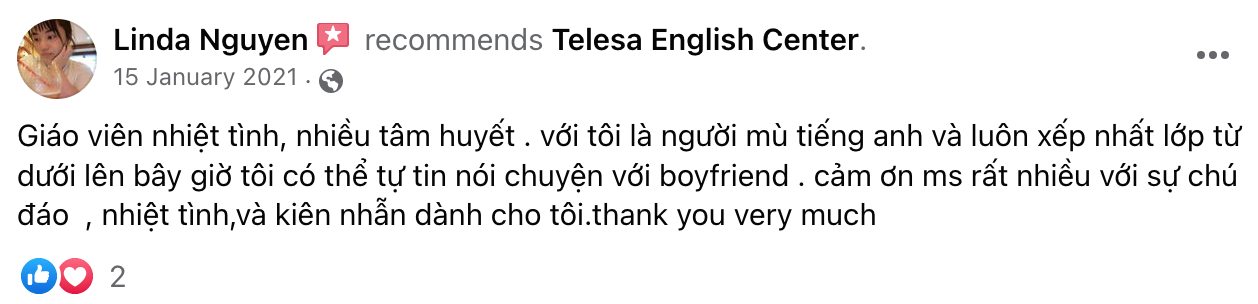 Linda Nguyen recommends Telesa English Center.
15 January 2021 ·
Giáo viên nhiệt tình, nhiều tâm huyết . với tôi là người mù tiếng anh và luôn xếp nhất lớp từ
dưới lên bây giờ tôi có thể tự tin nói chuyện với boyfriend . cảm ơn ms rất nhiều với sự chú
đáo , nhiệt tình,và kiên nhẫn dành cho tôi.thank you very much
2